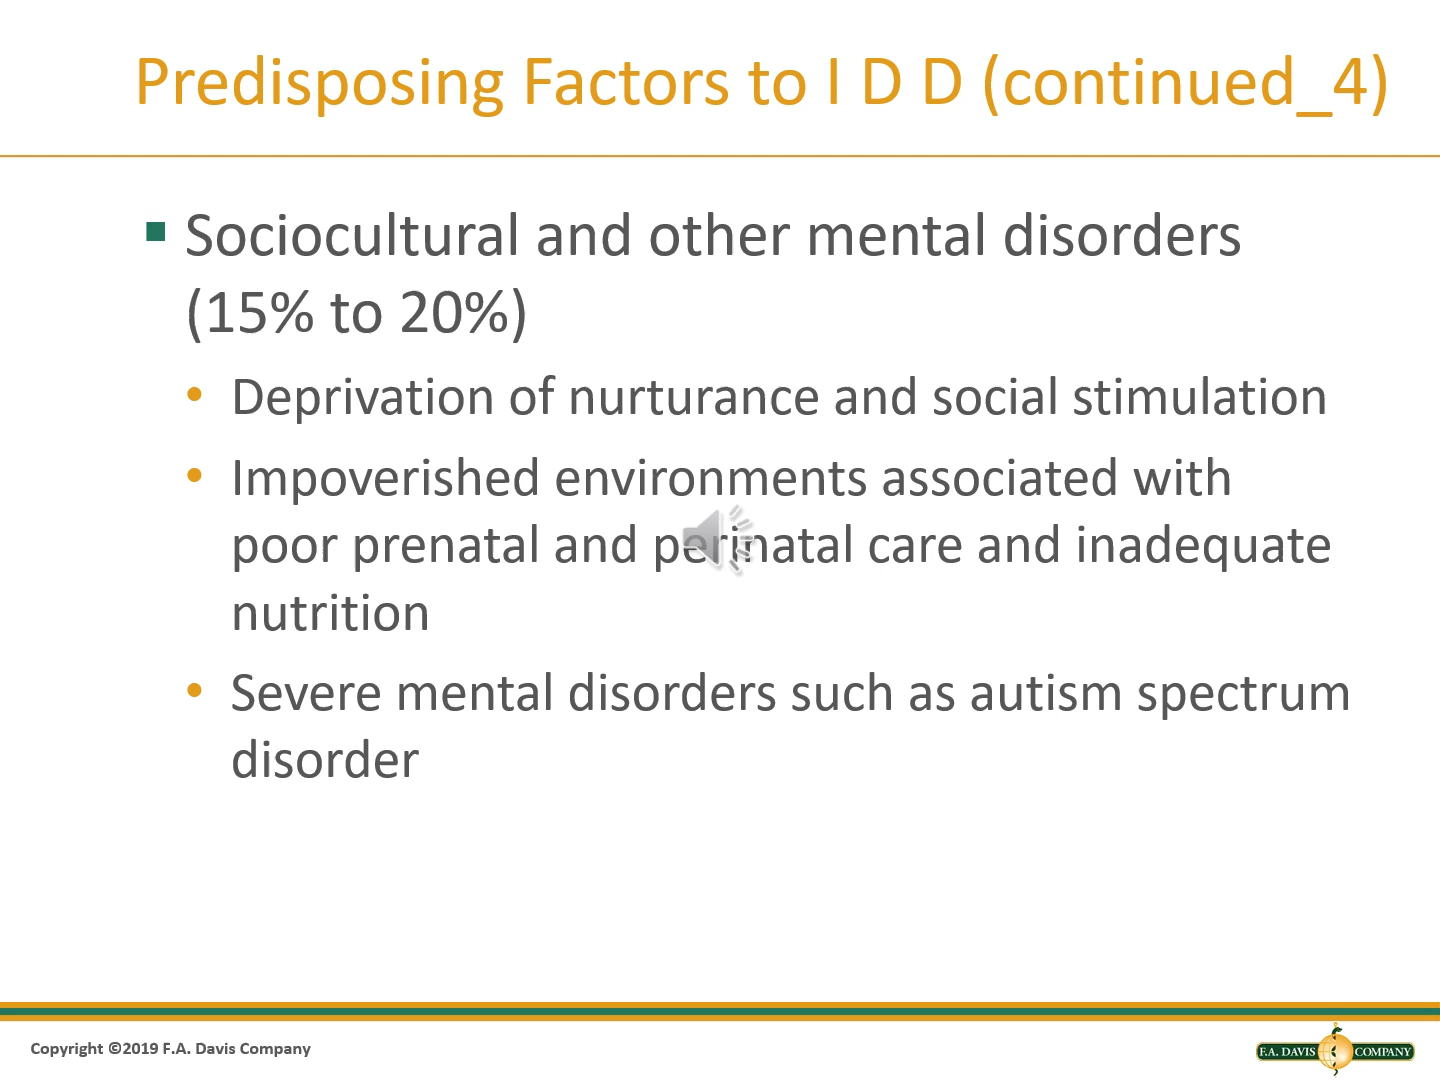 Predisposing Factors to I D D (continued_4)
▪ Sociocultural and other mental disorders
(15% to 20%)
• Deprivation of nurturance and social stimulation
• Impoverished environments associated with
poor prenatal and perinatal care and inadequate
nutrition
• Severe mental disorders such as autism spectrum
disorder
Copyright ©2019 F.A. Davis Company
F.A. DAVIS COMPANY